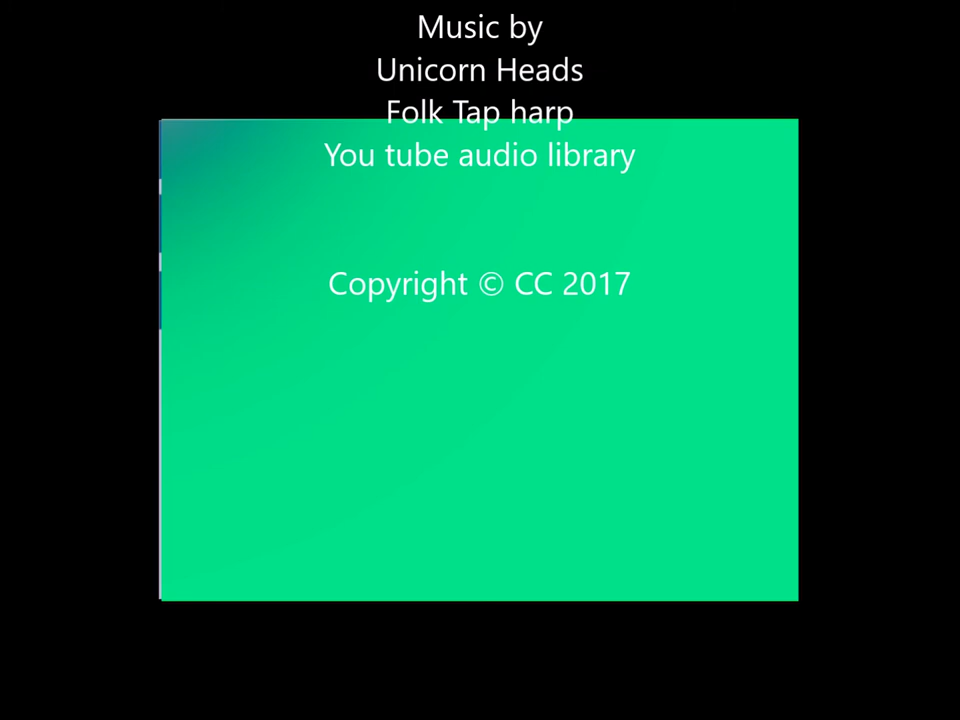 Music by
Unicorn Heads
Folk Tap harp
You tube audio library
Copyright © CC 2017